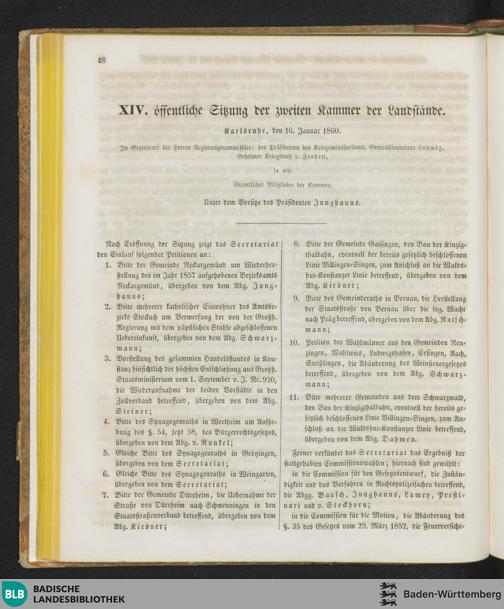 48
XIV. öffentliche Sitzung der zweiten Kammer der Landstände.
Karlsruhe, den 16. Januar 1860.
In Gegenwart der Herren Regierungskommissäre: des Präsidenten des Kriegsministeriums, Generallieutenant Ludwig,
Geheimer Kriegsrath v. Froben,
so wie
sämmtlicher Mitglieder der Kammer.
Unter dem Vorsitze des Präsidenten Junghanns.
Nach Eröffnung der Sitzung zeigt das Secretariat
den Einlauf folgender Petitionen an:
1. Bitte der Gemeinde Neckargemünd um Wiederher-
stellung des im Jahr 1857 aufgehobenen Bezirksamts
Neckargemünd, übergeben von dem Abg. Jung-
hanns;
2. Bitte mehrerer katholischer Einwohner des Amtsbe-
zirks Stockach um Verwerfung der von der Großh.
Regierung mit dem päpstlichen Stuhle abgeschlossenen
Uebereinkunft, übergeben von dem Abg. Schwarz-
mann;
3. Vorstellung des gesammten Handelsstandes in Kon-
stanz hinsichtlich der höchsten Entschließung aus Großh.
Staatsministerium vom 1. September v. J. Nr. 920,
die Wiederausnahme der beiden Vorstädte in den
Zollverband betreffend, übergeben von dem Abg.
Steiner;
4. Bitte des Synagogenraths in Wertheim um Aufhe-
bung des §. 54, jetzt 58, des Bürgerrechtsgesetzes,
übergeben von dem Abg. v. Runkel;
5. Gleiche Bitte des Synagogenraths in Grötzingen,
übergeben von dem Secretariat;
6. Gleiche Bitte des Synagogenraths in Weingarten,
übergeben von dem Secretariat;
7. Bitte der Gemeinde Dürrheim, die Uebernahme der
Straße von Dürrheim nach Schwenningen in den
Staatsstraßenverband betreffend, übergeben von dem
Abg. Kirsner;
8. Bitte der Gemeinde Gaisingen, den Bau der Kinzig-
thalbahn, eventuell der bereits gesetzlich beschlossenen
Linie Villingen-Singen, zum Anschluß an die Walds-
hut-Konstanzer Linie betreffend, übergeben von dem
Abg. Kirsner;
9. Bitte des Gemeinderaths in Bernau, die Herstellung
der Staatsstraße von Bernau über die sog. Wacht
nach Präg betreffend, übergeben von dem Abg. Rutsch-
mann;
10. Petition der Wahlmänner aus den Gemeinden Nen-
zingen, Wahlwies, Ludwigshafen, Ersingen, Aach,
Steißlingen, die Abänderung des Weinsteuergesetzes
betreffend, übergeben von dem Abg. Schwarz-
mann;
11. Bitte mehrerer Gemeinden aus dem Schwarzwald,
den Bau der Kinzigthalbahn, eventuell der bereits ge-
setzlich beschlossenen Linie Villingen-Singen, zum An-
schluß an die Waldshut-Konstanzer Linie betreffend,
übergeben von dem Abg. Dahmen.
Ferner verkündet das Secretariat das Ergebniß der
stattgehabten Commissionswahlen; hiernach sind gewählt:
in die Commission für den Gesetzesentwurf, die Zustän-
digkeit und das Verfahren in Rechtspolizeisachen betreffend,
die Abg. Bausch, Junghanns, Lamey, Presti-
nari und v. Stockhorn;
in die Commission für die Motion, die Abänderung des
§. 35 des Gesetzes vom 29. März 1852, die Feuerversiche-
BLB
BADISCHE
LANDESBIBLIOTHEK
Baden-Württemberg